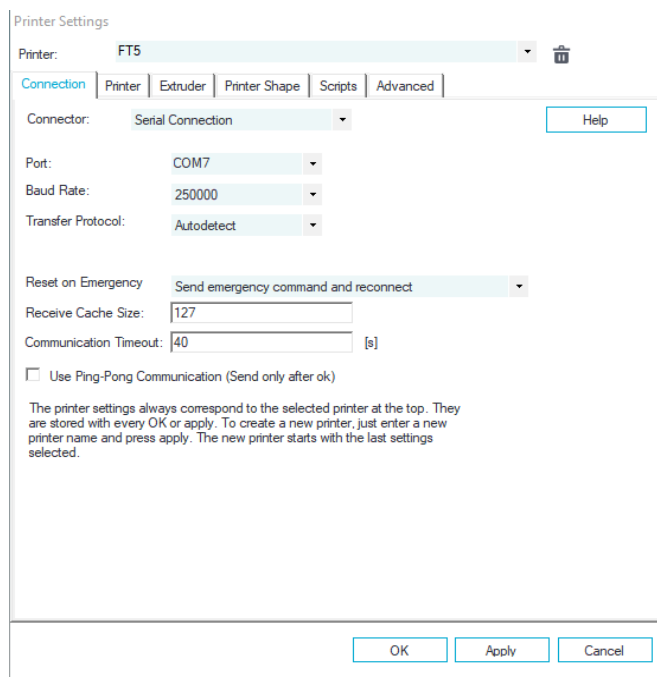 Printer Settings
Printer: FT5
Connection Printer Extruder Printer Shape Scripts Advanced
Connector: Serial Connection Help
Port: COM7
Baud Rate: 250000
Transfer Protocol: Autodetect
Reset on Emergency Send emergency command and reconnect
Receive Cache Size: 127
Communication Timeout: 40 [s]
Use Ping-Pong Communication (Send only after ok)
The printer settings always correspond to the selected printer at the top. They
are stored with every OK or apply. To create a new printer, just enter a new
printer name and press apply. The new printer starts with the last settings
selected.
OK Apply Cancel